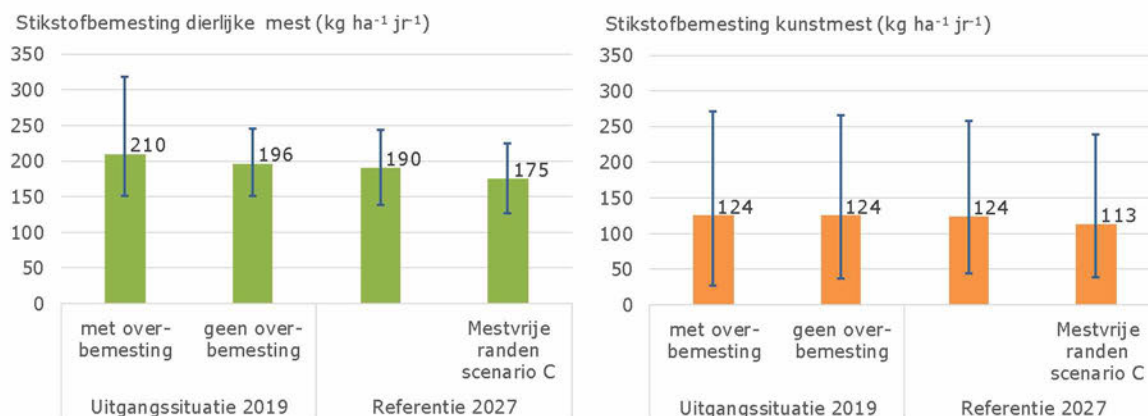 Stikstofbemesting dierlijke mest (kg ha⁻¹ jr⁻¹)
350
300
250
200
150
100
50
0
210
196
190
175
met over-
bemesting
geen over-
bemesting
Mestvrije
randen
scenario C
Uitgangssituatie 2019
Referentie 2027
Stikstofbemesting kunstmest (kg ha⁻¹ jr⁻¹)
350
300
250
200
150
100
50
0
124
124
124
113
met over-
bemesting
geen over-
bemesting
Mestvrije
randen
scenario C
Uitgangssituatie 2019
Referentie 2027